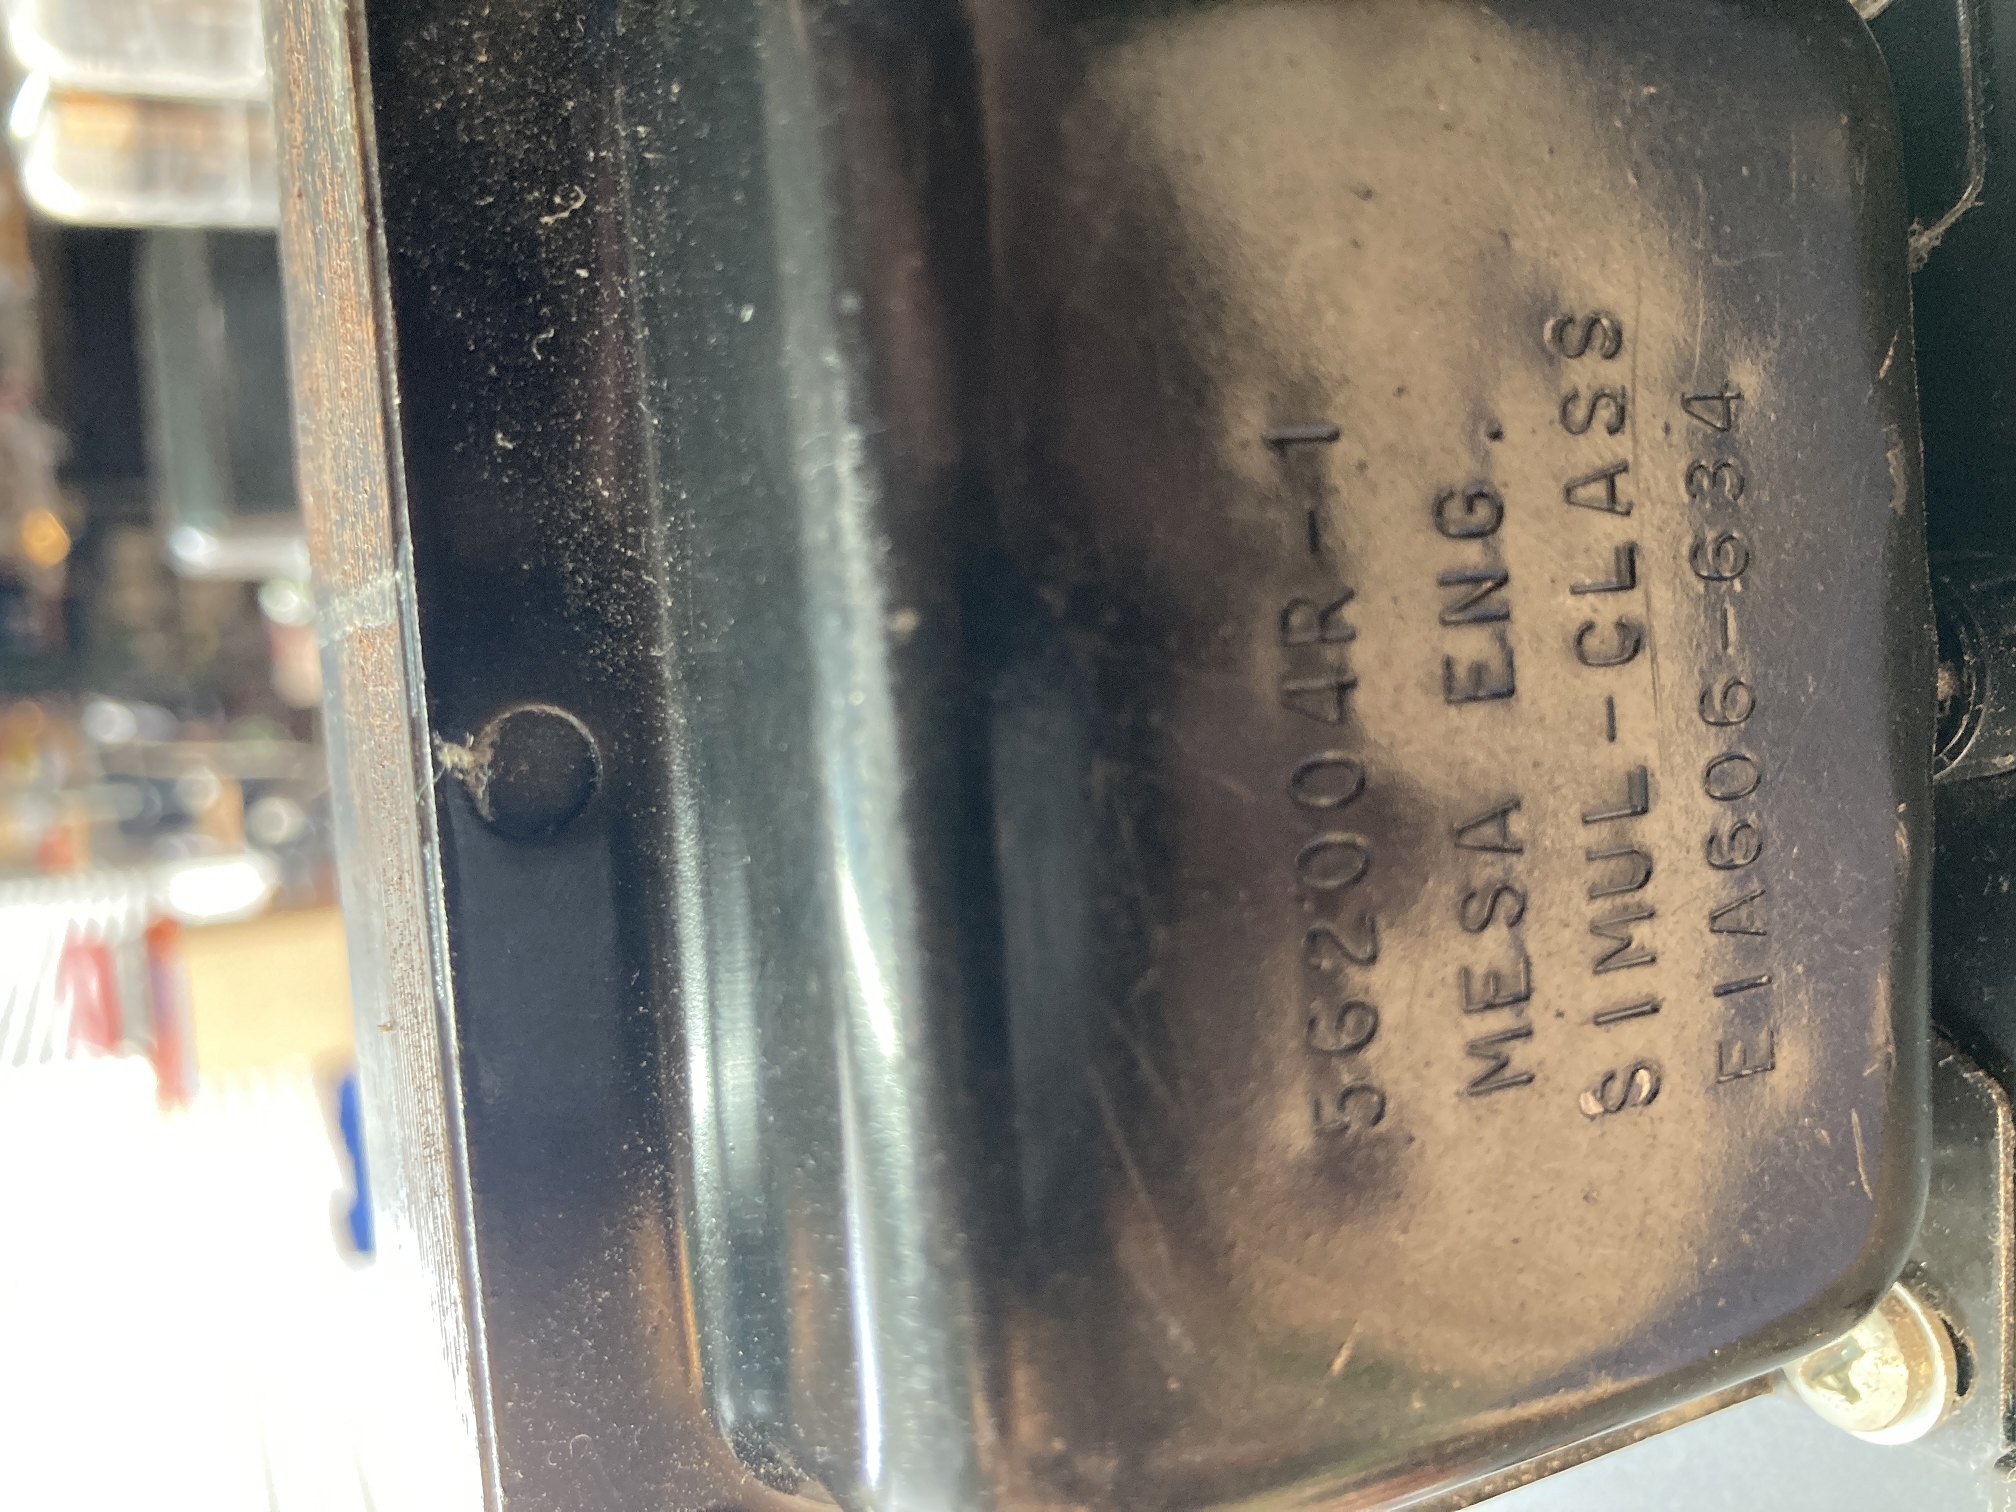 562004R-1
MESA ENG.
SIMUL-CLASS
EIA606-634